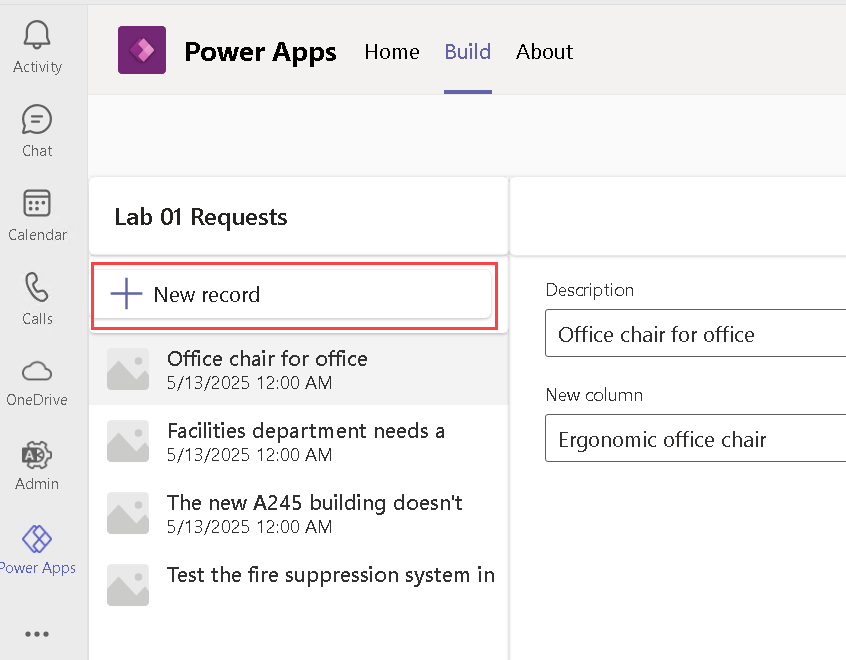 Activity
Chat
Calendar
Calls
OneDrive
Admin
Power Apps
Power Apps Home Build About
Lab 01 Requests
New record
Office chair for office
5/13/2025 12:00 AM
Facilities department needs a
5/13/2025 12:00 AM
The new A245 building doesn't
5/13/2025 12:00 AM
Test the fire suppression system in
Description
Office chair for office
New column
Ergonomic office chair